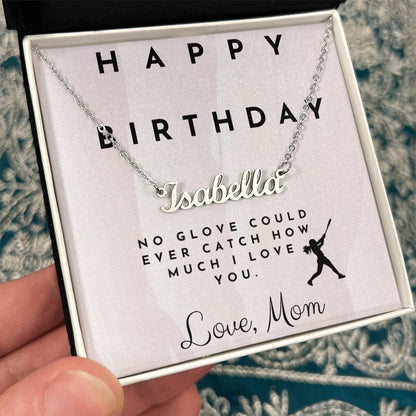 HAPPY
BIRTHDAY
Isabella
NO GLOVE COULD
EVER CATCH HOW
MUCH I LOVE
YOU.
Love, Mom